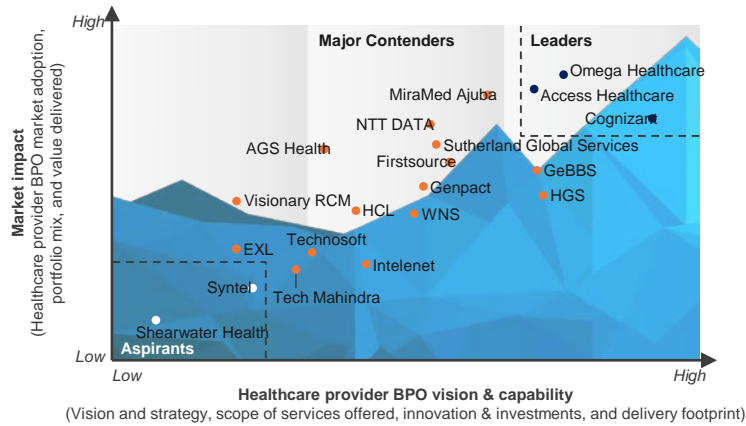 High
Major Contenders
Leaders
Omega Healthcare
MiraMed Ajuba
Access Healthcare
NTT DATA
Cognizant
AGS Health
Sutherland Global Services
Firstsource
GeBBS
Genpact
HGS
Visionary RCM
HCL
WNS
Technosoft
EXL
Intelenet
Syntel
Tech Mahindra
Shearwater Health
Aspirants
Low
Market impact
(Healthcare provider BPO market adoption,
portfolio mix, and value delivered)
Low
High
Healthcare provider BPO vision & capability
(Vision and strategy, scope of services offered, innovation & investments, and delivery footprint)